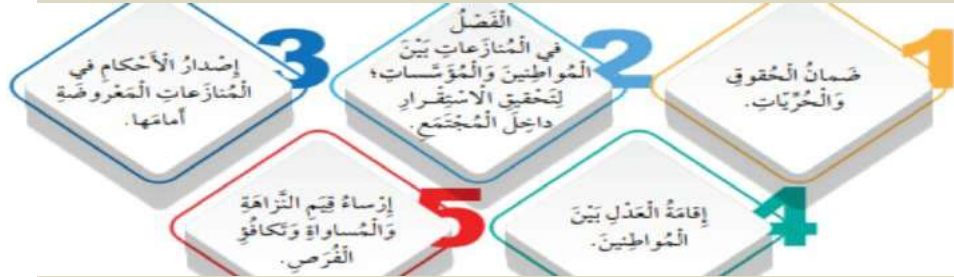 1
ضَمانُ الْحُقوقِ
وَالْحُرِّيّاتِ.
2
الْفَصْلُ
في الْمُنازَعاتِ بَيْنَ
الْمُواطِنينَ وَالْمُؤَسَّساتِ؛
لِتَحْقيقِ الْاسْتِقْـرارِ
داخِلَ الْمُجْتَمَعِ.
3
إِصْدارُ الْأَحْكامِ في
الْمُنازَعاتِ الْمَعْروضَةِ
أَمامَها.
4
إِقامَةُ الْعَدْلِ بَيْنَ
الْمُواطِنينَ.
5
إِرْساءُ قِيَمِ النَّزاهَةِ
وَالْمُساواةِ وَتَكافُؤِ
الْفُرَصِ.